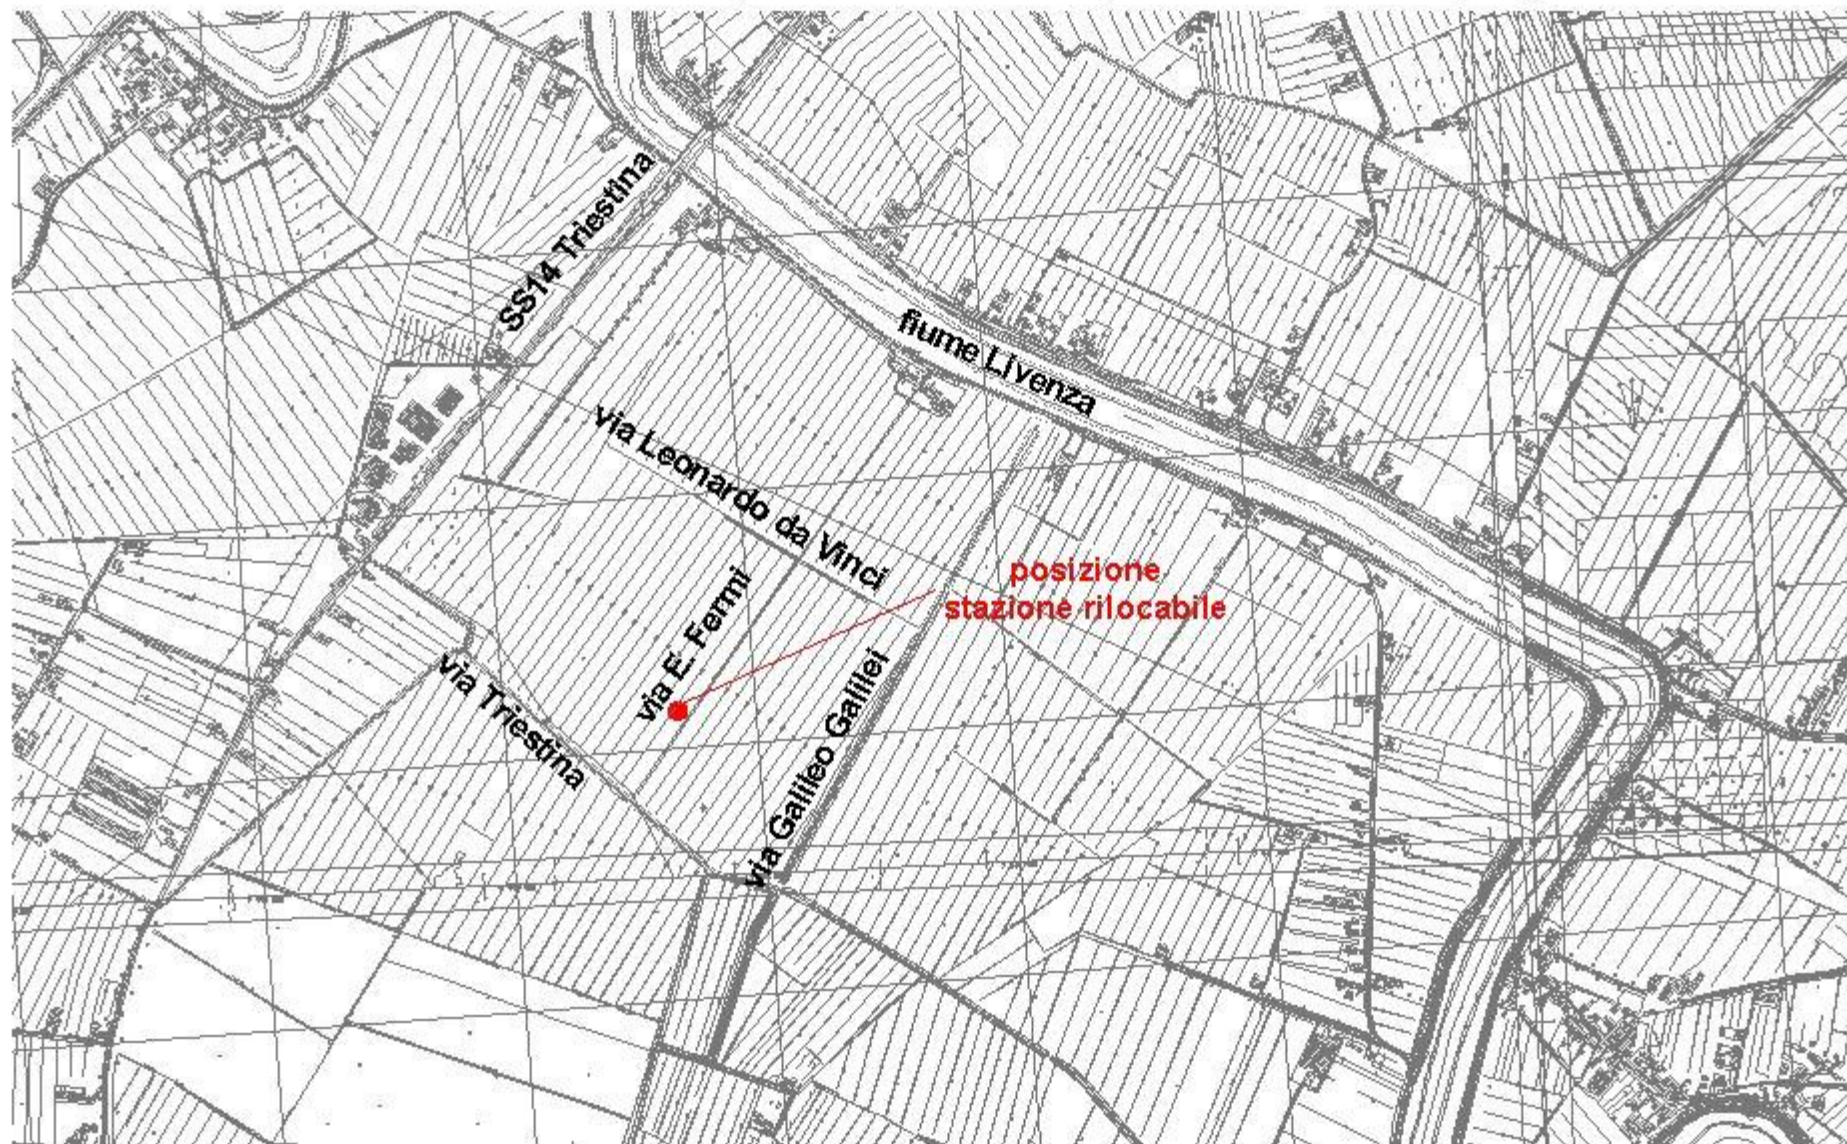 SS14 Triestina
fiume Livenza
via Leonardo da Vinci
posizione
stazione rilocabile
via E. Fermi
via Triestina
via Galileo Galilei